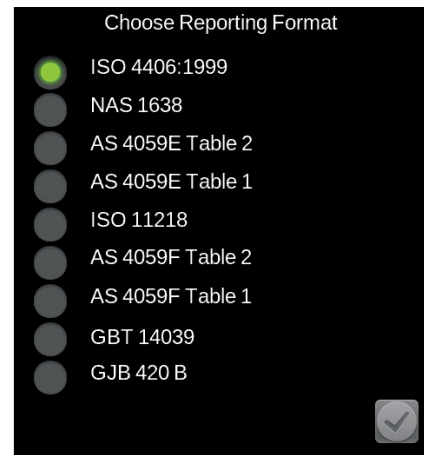 Choose Reporting Format
ISO 4406:1999
NAS 1638
AS 4059E Table 2
AS 4059E Table 1
ISO 11218
AS 4059F Table 2
AS 4059F Table 1
GBT 14039
GJB 420 B